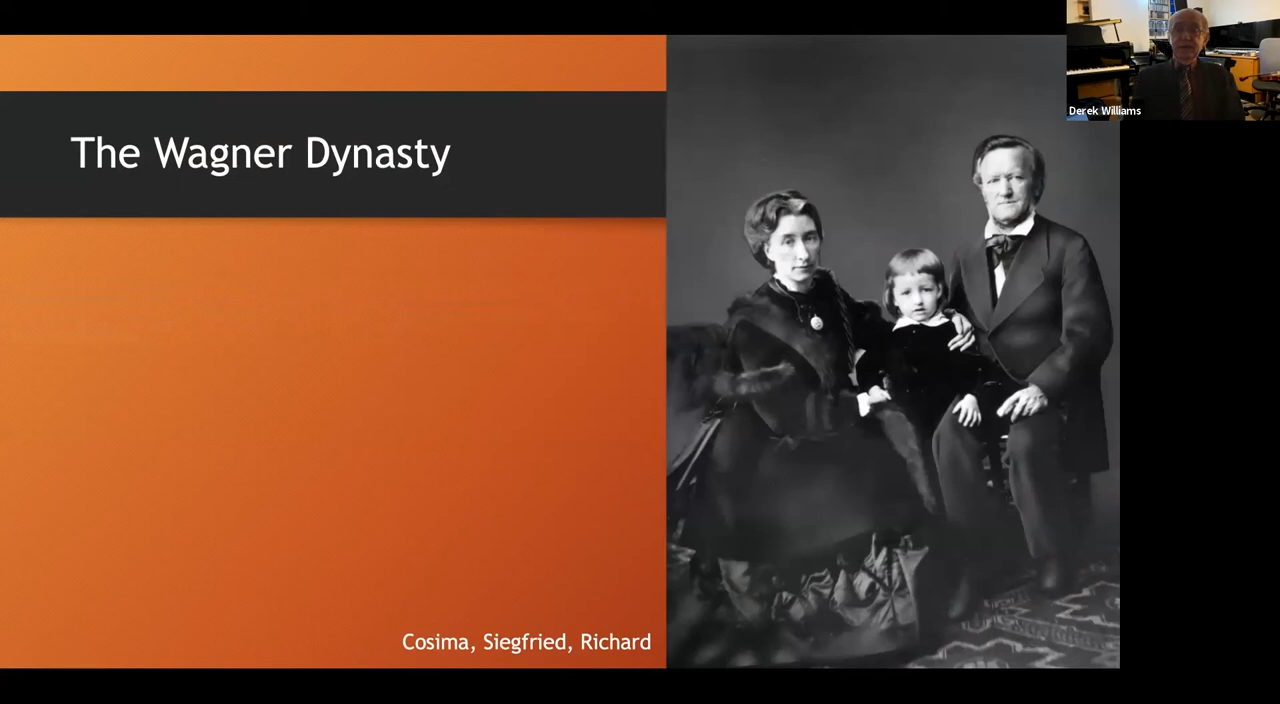 The Wagner Dynasty
Derek Williams
Cosima, Siegfried, Richard